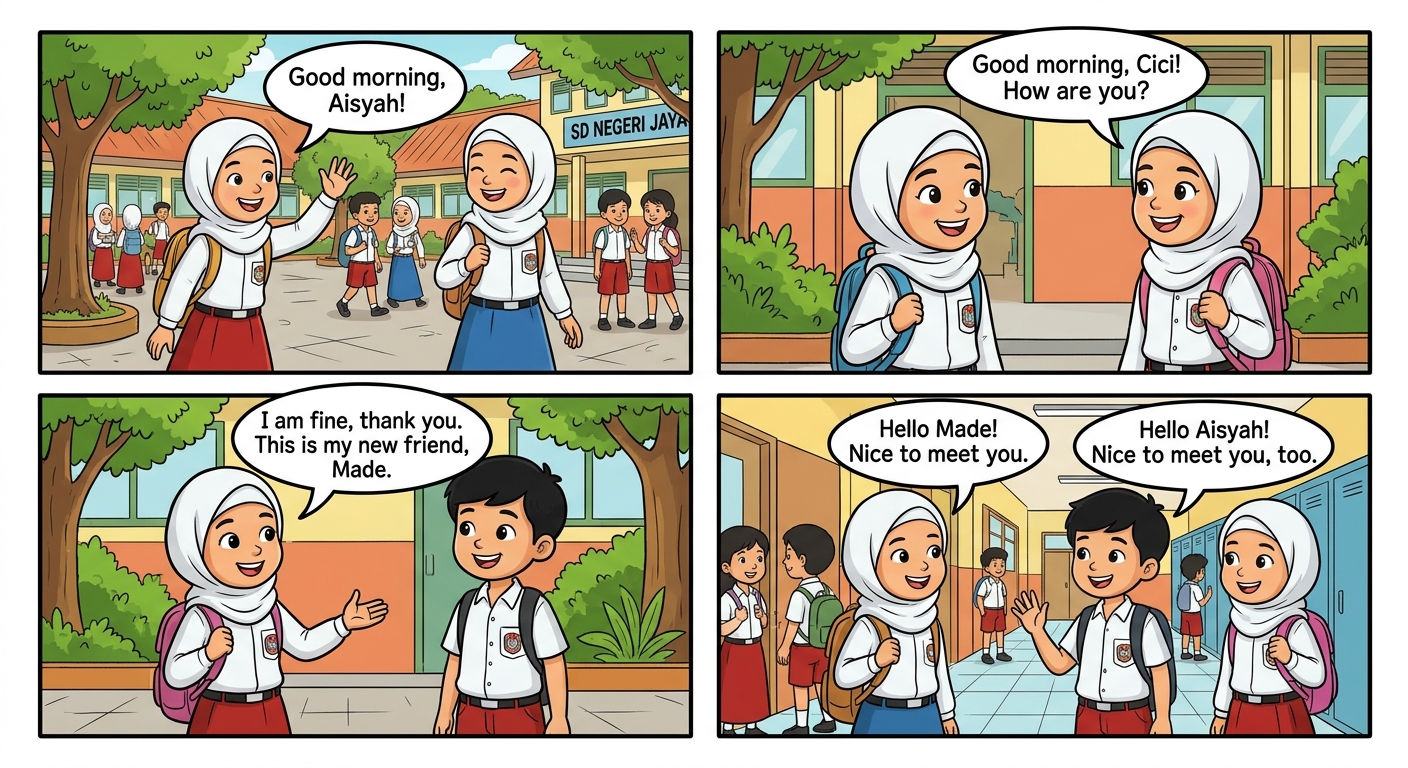 Good morning,
Aisyah!
SD NEGERI JAYA
Good morning, Cici!
How are you?
I am fine, thank you.
This is my new friend,
Made.
Hello Made!
Nice to meet you.
Hello Aisyah!
Nice to meet you, too.